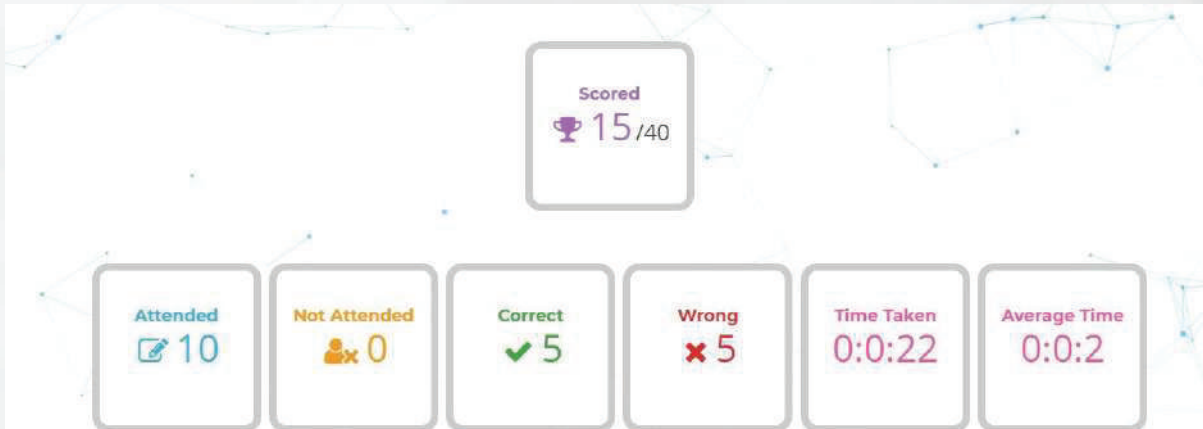 Scored
15/40
Attended
10
Not Attended
0
Correct
5
Wrong
5
Time Taken
0:0:22
Average Time
0:0:2